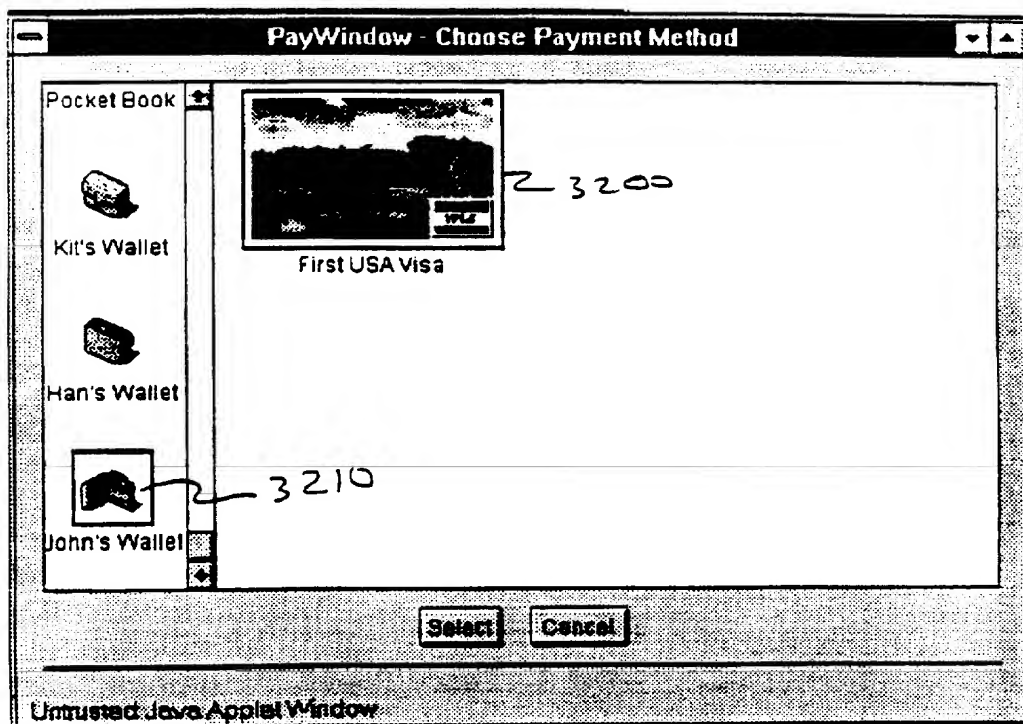 PayWindow - Choose Payment Method
Pocket Book
3200
Kit's Wallet
First USA Visa
Han's Wallet
3210
John's Wallet
Select Cancel
Untrusted Java Applet Window